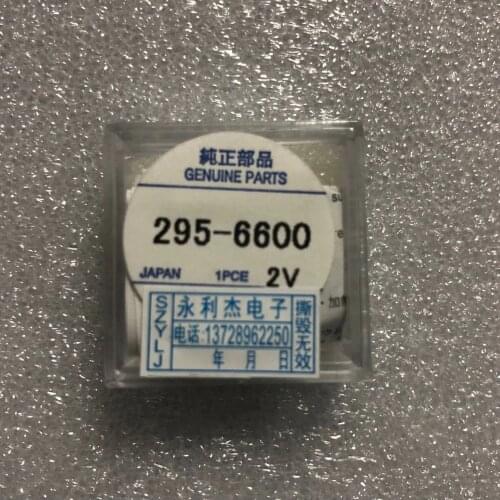 純正部品
GENUINE PARTS
295-6600
JAPAN 1PCE 2V
SZYLJ
永利杰电子
电话:13728962250
年 月 日
撕毁无效